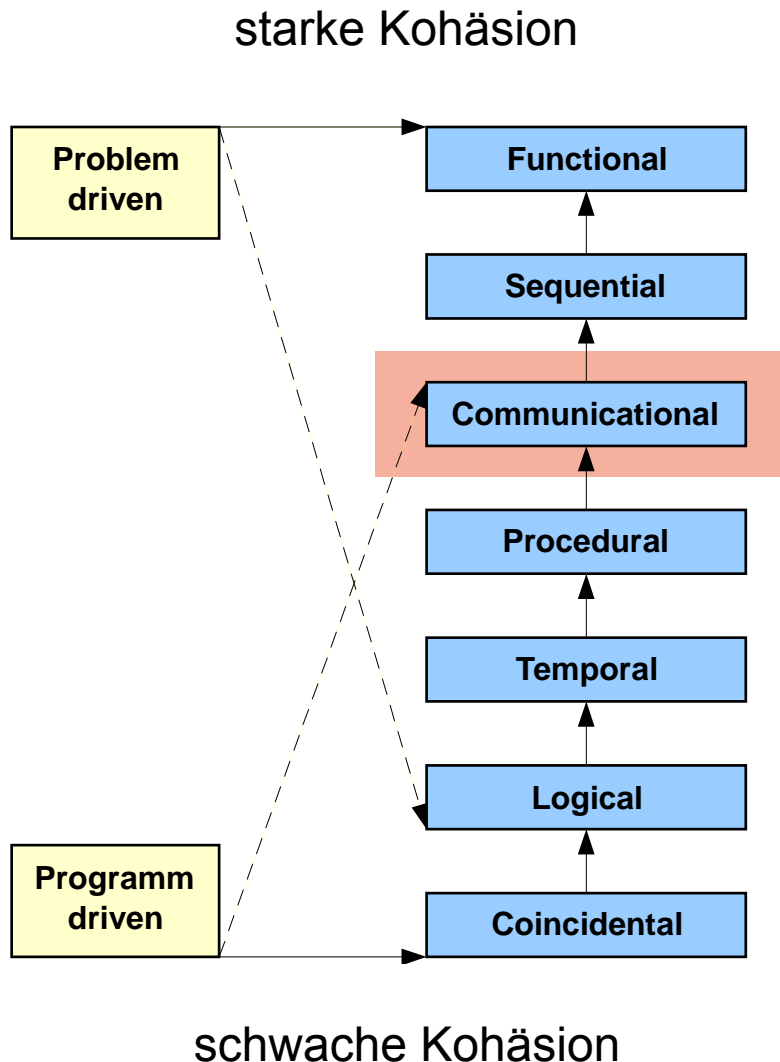 starke Kohäsion
Problem
driven
Functional
Sequential
Communicational
Procedural
Temporal
Logical
Programm
driven
Coincidental
schwache Kohäsion